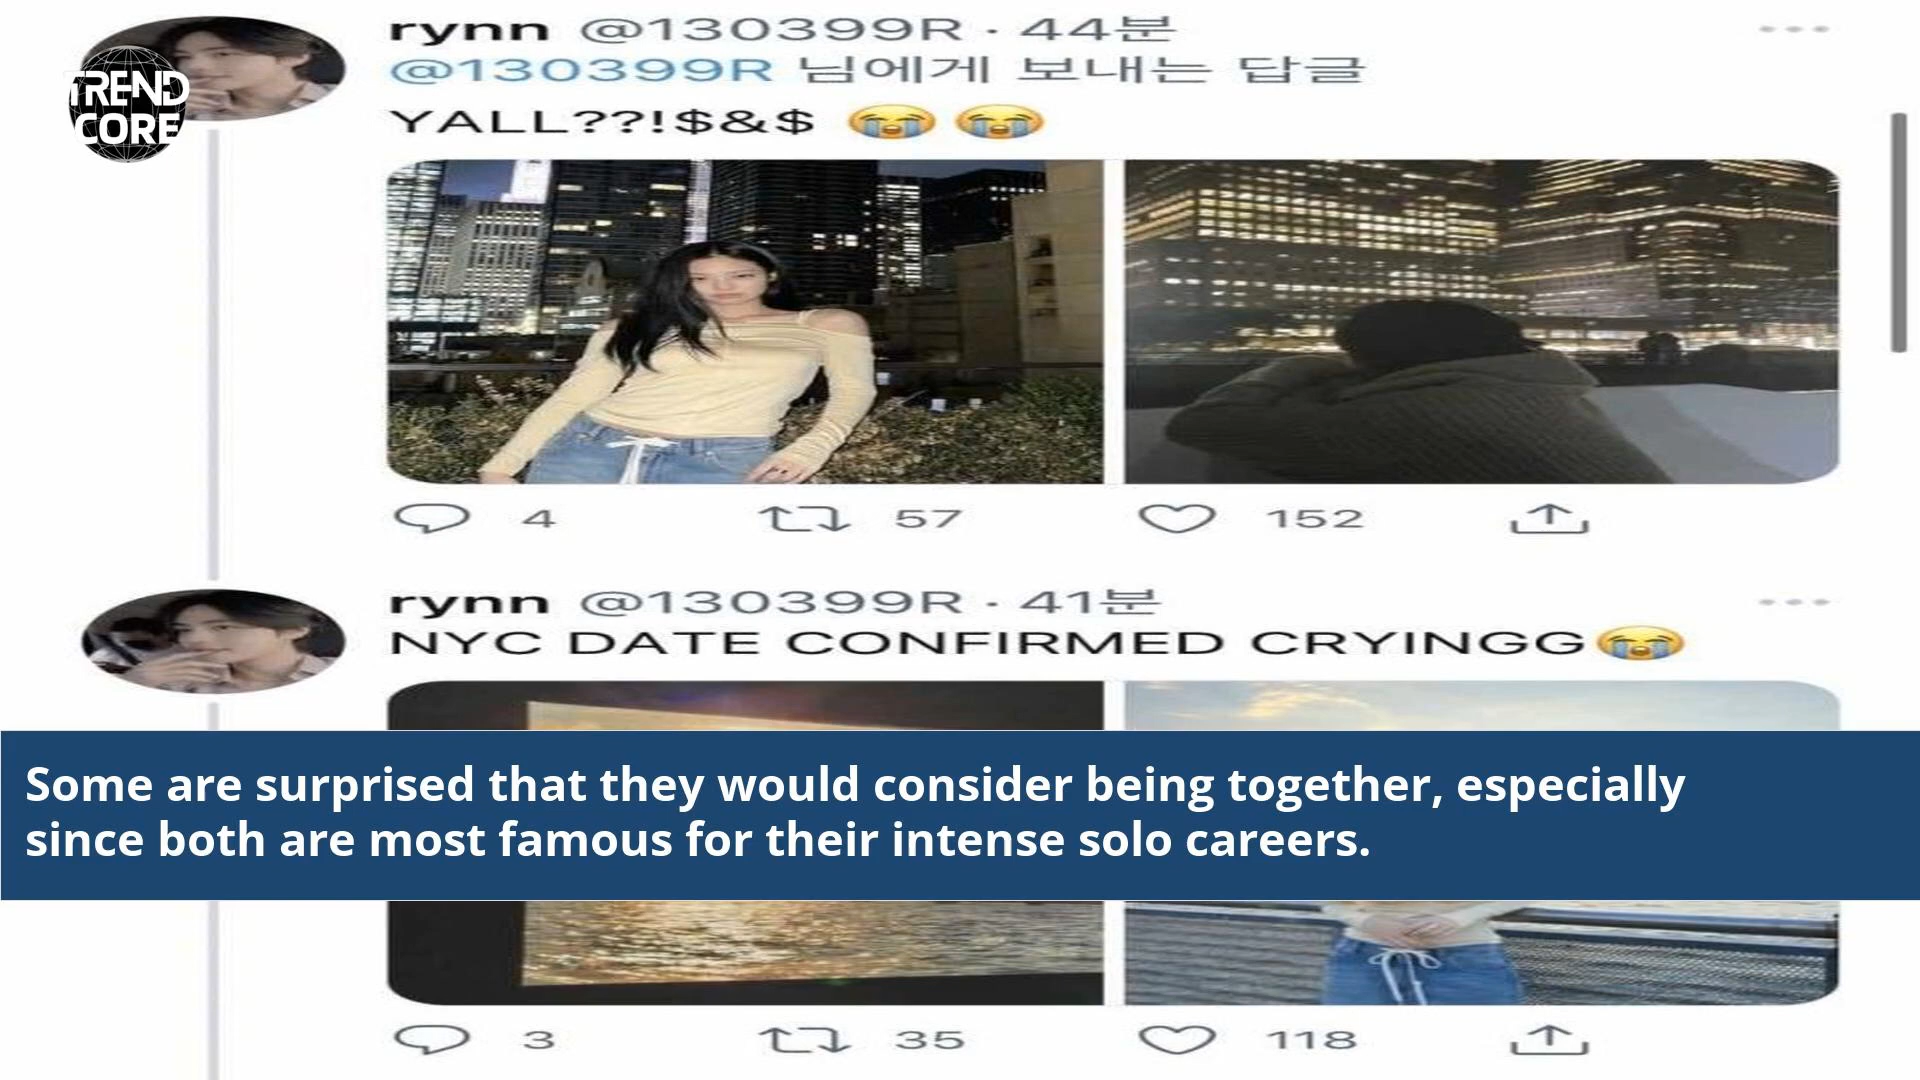 TREND
CORE
rynn @130399R · 44분
@130399R 님에게 보내는 답글
YALL??!$&$ 😭😭
4 57 152
rynn @130399R · 41분
NYC DATE CONFIRMED CRYINGG😭
Some are surprised that they would consider being together, especially
since both are most famous for their intense solo careers.
3 35 118